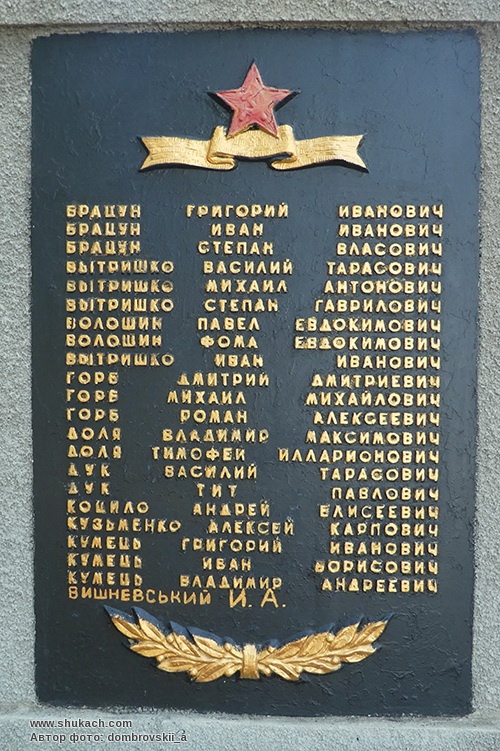 БРАЦУН ГРИГОРИЙ ИВАНОВИЧ
БРАЦУН ИВАН ИВАНОВИЧ
БРАЦУН СТЕПАН ВЛАСОВИЧ
ВЫТРИШКО ВАСИЛИЙ ТАРАСОВИЧ
ВЫТРИШКО МИХАИЛ АНТОНОВИЧ
ВЫТРИШКО СТЕПАН ГАВРИЛОВИЧ
ВОЛОШИН ПАВЕЛ ЕВДОКИМОВИЧ
ВОЛОШИН ФОМА ЕВДОКИМОВИЧ
ВЫТРИШКО ИВАН ИВАНОВИЧ
ГОРБ ДМИТРИЙ ДМИТРИЕВИЧ
ГОРБ МИХАИЛ МИХАЙЛОВИЧ
ГОРБ РОМАН АЛЕКСЕЕВИЧ
ДОЛЯ ВЛАДИМИР МАКСИМОВИЧ
ДОЛЯ ТИМОФЕЙ ИЛЛАРИОНОВИЧ
ДУК ВАСИЛИЙ ТАРАСОВИЧ
ДУК ТИТ ПАВЛОВИЧ
КОЦИЛО АНДРЕЙ ЕЛИСЕЕВИЧ
КУЗЬМЕНКО АЛЕКСЕЙ КАРПОВИЧ
КУМЕЦЬ ГРИГОРИЙ ИВАНОВИЧ
КУМЕЦЬ ИВАН БОРИСОВИЧ
КУМЕЦЬ ВЛАДИМИР АНДРЕЕВИЧ
ВИШНЕВСЬКИЙ И. А.
www.shukach.com
Автор фото: dombrovskii_a